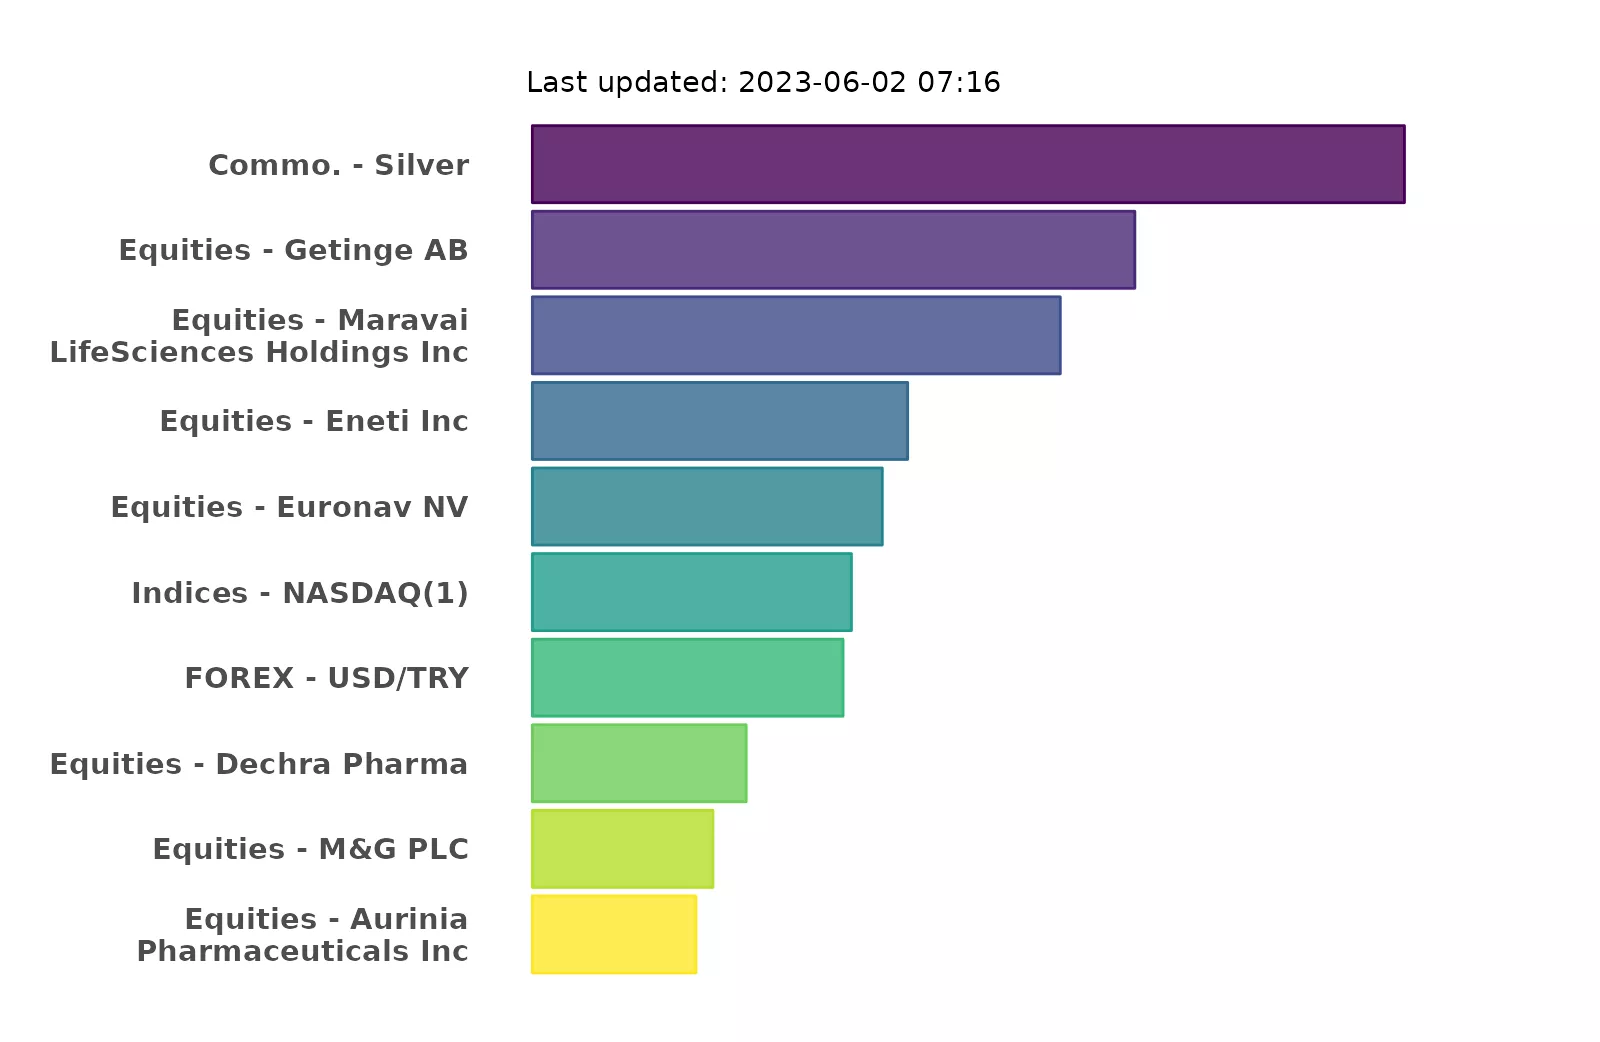 Last updated: 2023-06-02 07:16
Commo. - Silver
Equities - Getinge AB
Equities - Maravai
LifeSciences Holdings Inc
Equities - Eneti Inc
Equities - Euronav NV
Indices - NASDAQ(1)
FOREX - USD/TRY
Equities - Dechra Pharma
Equities - M&G PLC
Equities - Aurinia
Pharmaceuticals Inc